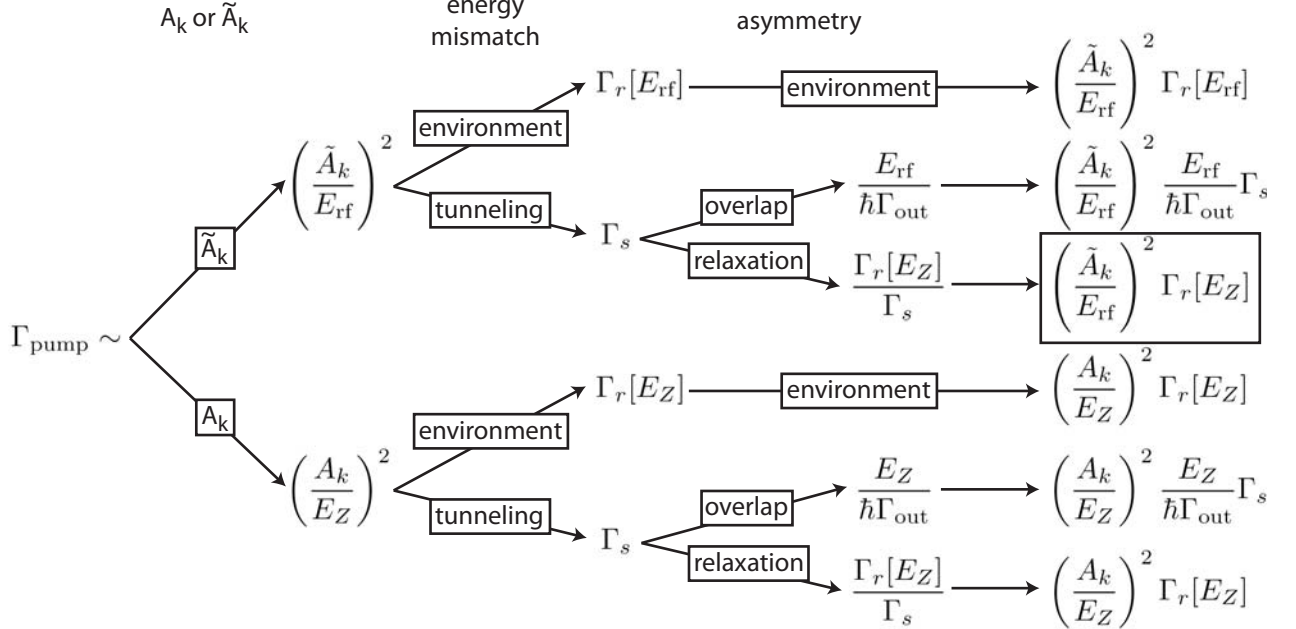 A_k or Ã_k
energy
mismatch
asymmetry
Γ_r[E_rf]
environment
(Ã_k/E_rf)^2 Γ_r[E_rf]
environment
(Ã_k/E_rf)^2
tunneling
Γ_s
overlap
E_rf/ħΓ_out
(Ã_k/E_rf)^2 E_rf/ħΓ_out Γ_s
relaxation
Γ_r[E_Z]/Γ_s
(Ã_k/E_rf)^2 Γ_r[E_Z]
Ã_k
Γ_pump ∼
A_k
Γ_r[E_Z]
environment
(A_k/E_Z)^2 Γ_r[E_Z]
environment
(A_k/E_Z)^2
tunneling
Γ_s
overlap
E_Z/ħΓ_out
(A_k/E_Z)^2 E_Z/ħΓ_out Γ_s
relaxation
Γ_r[E_Z]/Γ_s
(A_k/E_Z)^2 Γ_r[E_Z]